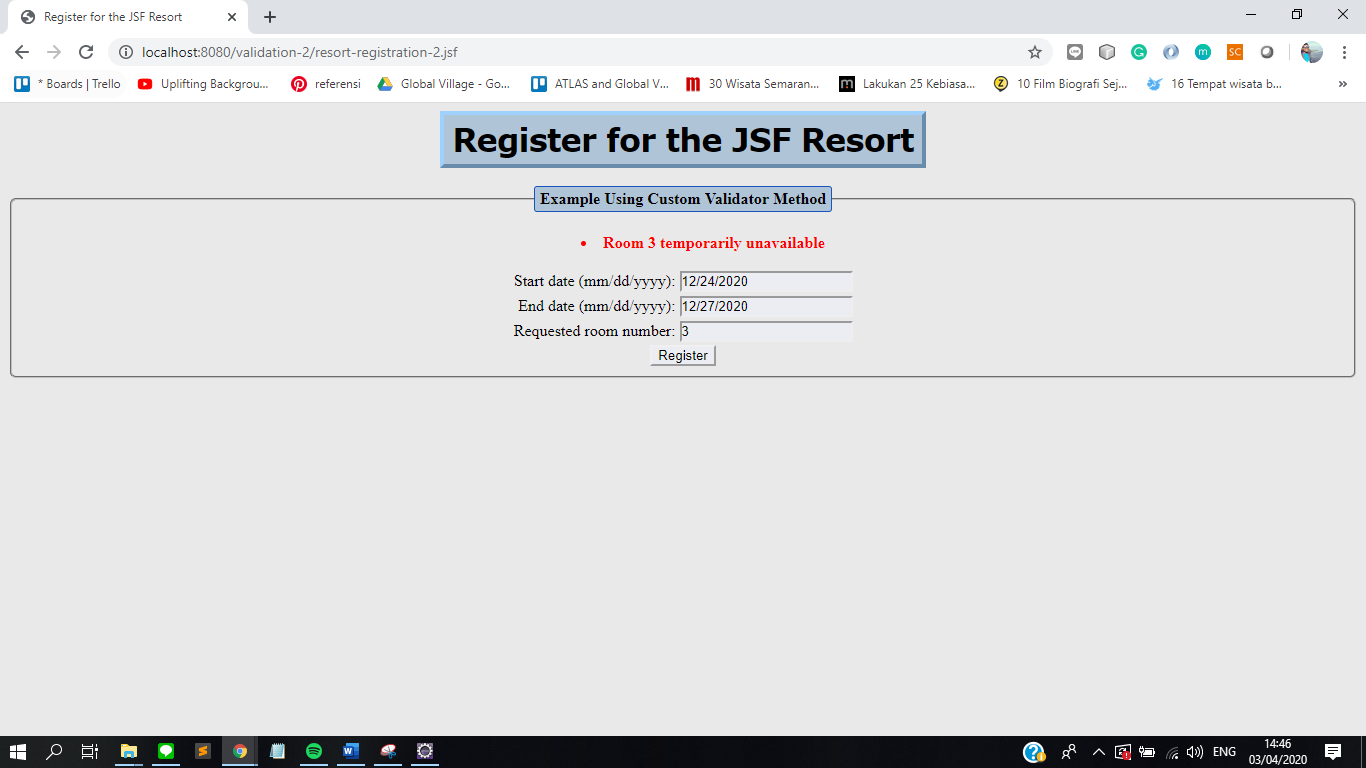 Register for the JSF Resort
localhost:8080/validation-2/resort-registration-2.jsf
* Boards | Trello Uplifting Backgrou... referensi Global Village - Go... ATLAS and Global V... 30 Wisata Semaran... Lakukan 25 Kebiasa... 10 Film Biografi Sej... 16 Tempat wisata b... »
Register for the JSF Resort
Example Using Custom Validator Method
• Room 3 temporarily unavailable
Start date (mm/dd/yyyy): 12/24/2020
End date (mm/dd/yyyy): 12/27/2020
Requested room number: 3
Register
ENG
14:46
03/04/2020